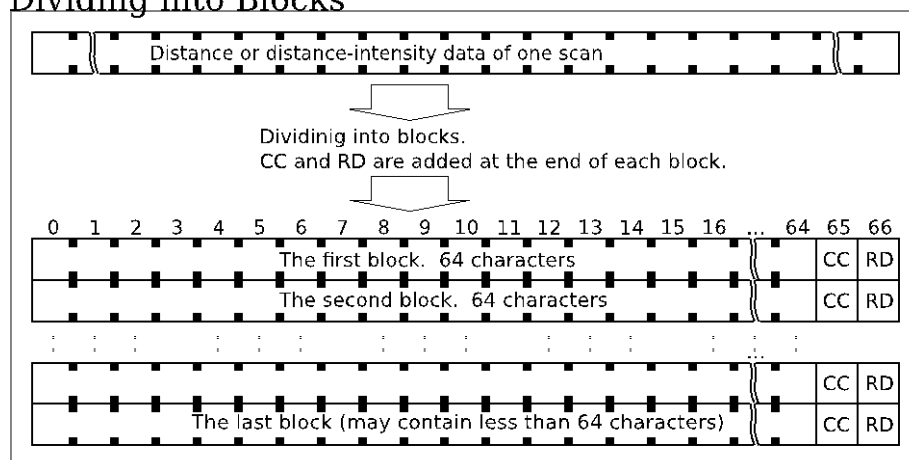 Dividing into Blocks
Distance or distance-intensity data of one scan
Dividinig into blocks.
CC and RD are added at the end of each block.
0 1 2 3 4 5 6 7 8 9 10 11 12 13 14 15 16 ... 64 65 66
The first block. 64 characters CC RD
The second block. 64 characters CC RD
...
CC RD
The last block (may contain less than 64 characters) CC RD